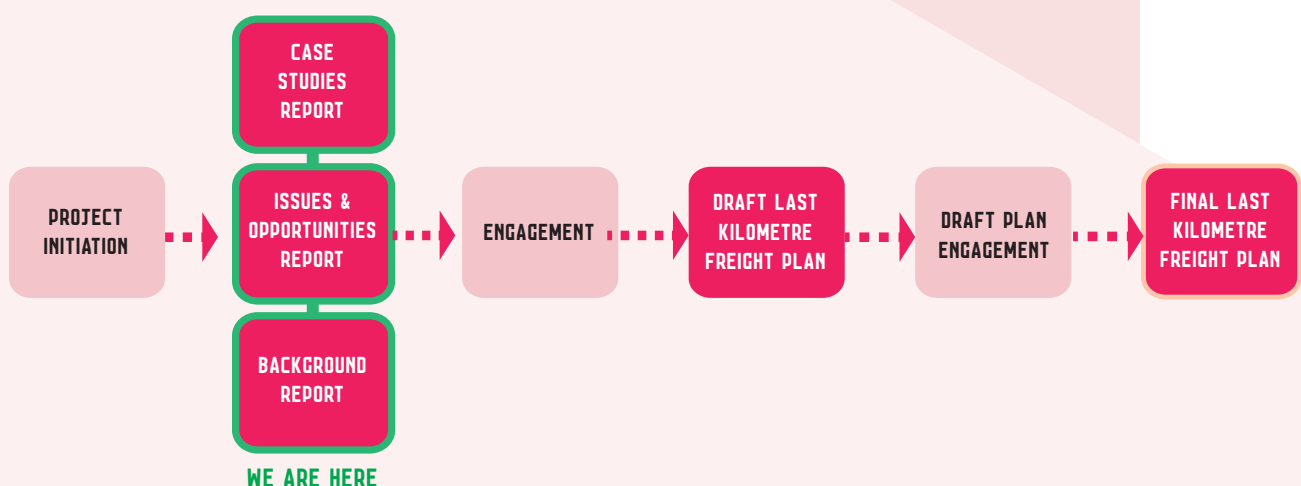 CASE
STUDIES
REPORT
PROJECT
INITIATION
ISSUES &
OPPORTUNITIES
REPORT
ENGAGEMENT
DRAFT LAST
KILOMETRE
FREIGHT PLAN
DRAFT PLAN
ENGAGEMENT
FINAL LAST
KILOMETRE
FREIGHT PLAN
BACKGROUND
REPORT
WE ARE HERE